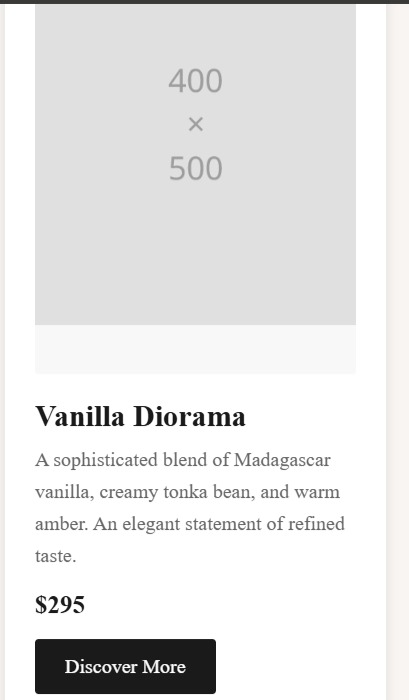 400
×
500
Vanilla Diorama
A sophisticated blend of Madagascar
vanilla, creamy tonka bean, and warm
amber. An elegant statement of refined
taste.
$295
Discover More